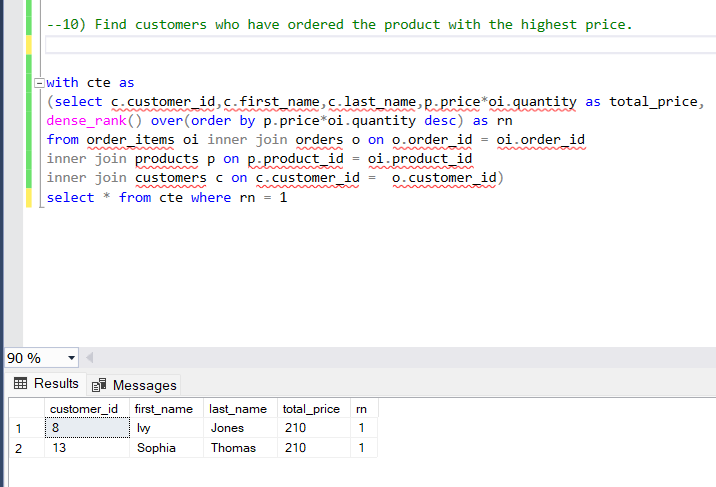 --10) Find customers who have ordered the product with the highest price.
with cte as
(select c.customer_id,c.first_name,c.last_name,p.price*oi.quantity as total_price,
dense_rank() over(order by p.price*oi.quantity desc) as rn
from order_items oi inner join orders o on o.order_id = oi.order_id
inner join products p on p.product_id = oi.product_id
inner join customers c on c.customer_id =  o.customer_id)
select * from cte where rn = 1
90 %
Results Messages
customer_id first_name last_name total_price rn
1 8 Ivy Jones 210 1
2 13 Sophia Thomas 210 1